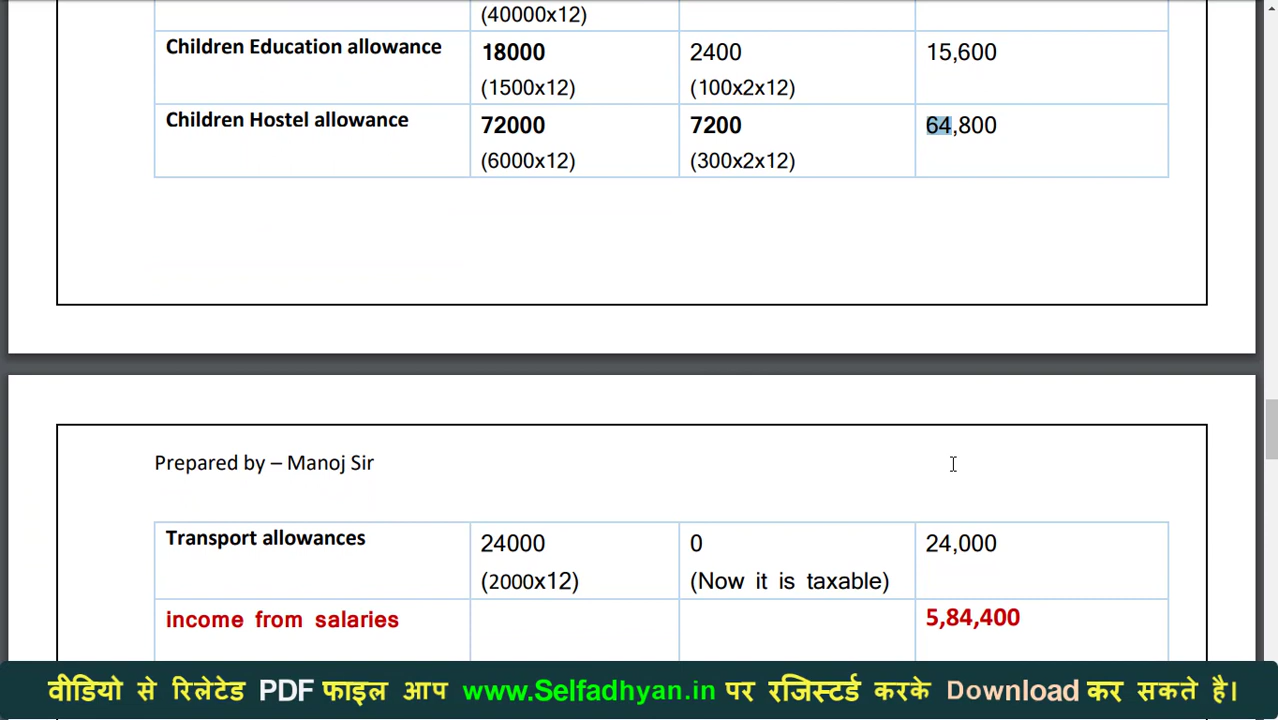 (40000x12)
Children Education allowance 18000 2400 15,600
(1500x12) (100x2x12)
Children Hostel allowance 72000 7200 64,800
(6000x12) (300x2x12)
Prepared by – Manoj Sir
Transport allowances 24000 0 24,000
(2000x12) (Now it is taxable)
income from salaries 5,84,400
वीडियो से रिलेटेड PDF फाइल आप www.Selfadhyan.in पर रजिस्टर्ड करके Download कर सकते है।